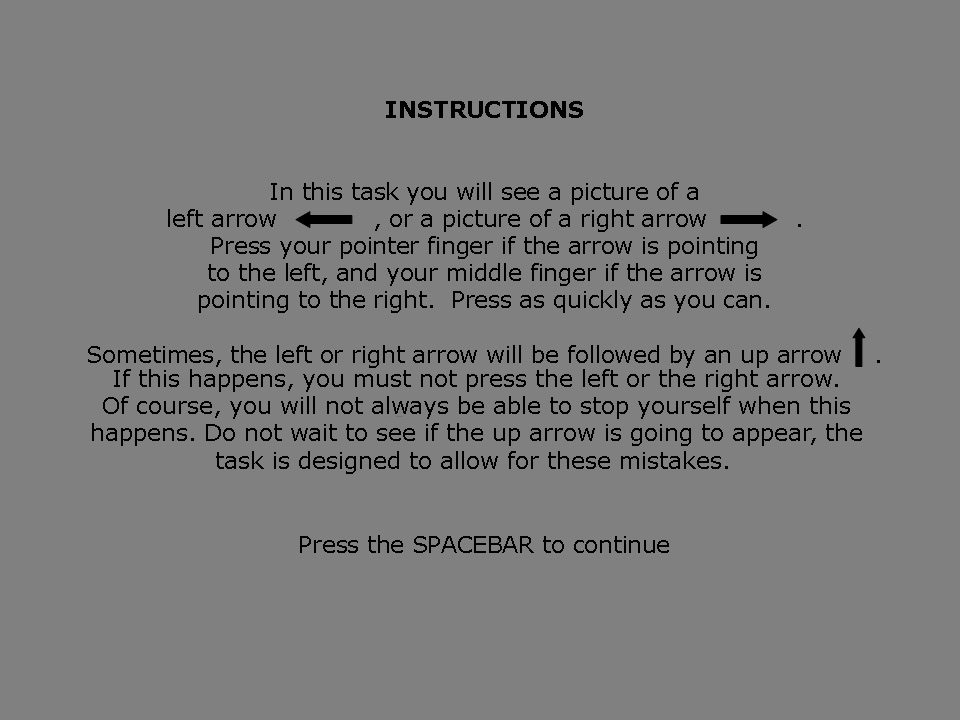 INSTRUCTIONS
In this task you will see a picture of a
left arrow , or a picture of a right arrow .
Press your pointer finger if the arrow is pointing
to the left, and your middle finger if the arrow is
pointing to the right.  Press as quickly as you can.
Sometimes, the left or right arrow will be followed by an up arrow .
If this happens, you must not press the left or the right arrow.
Of course, you will not always be able to stop yourself when this
happens. Do not wait to see if the up arrow is going to appear, the
task is designed to allow for these mistakes.
Press the SPACEBAR to continue